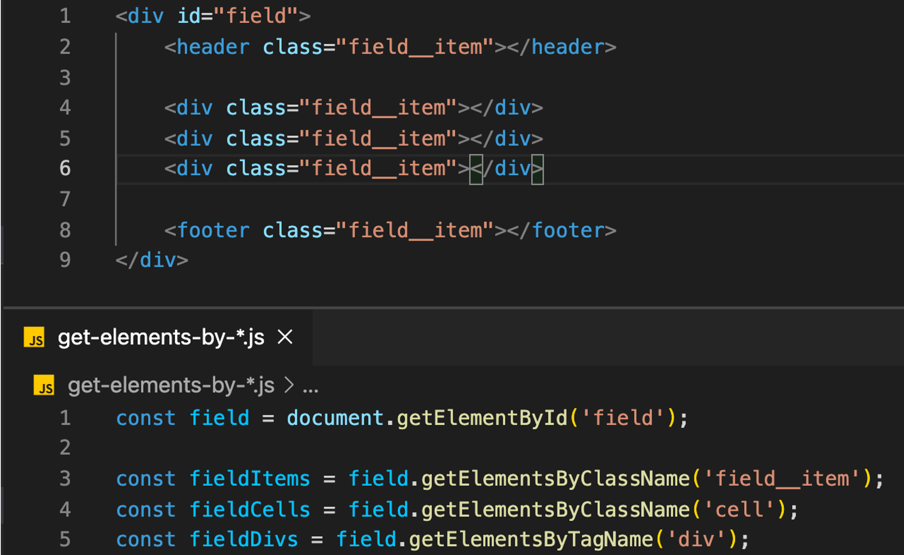 1 <div id="field">
2 <header class="field__item"></header>
3
4 <div class="field__item"></div>
5 <div class="field__item"></div>
6 <div class="field__item"></div>
7
8 <footer class="field__item"></footer>
9 </div>
JS get-elements-by-*.js ×
JS get-elements-by-*.js > ...
1 const field = document.getElementById('field');
2
3 const fieldItems = field.getElementsByClassName('field__item');
4 const fieldCells = field.getElementsByClassName('cell');
5 const fieldDivs = field.getElementsByTagName('div');